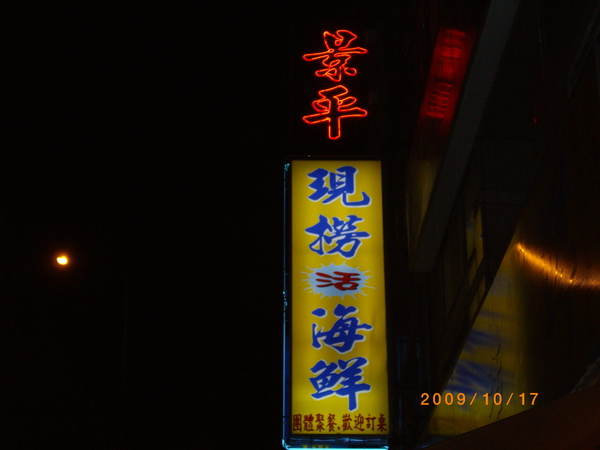 景平
現撈
活
海鮮
團體聚餐.歡迎訂桌
2009/10/17